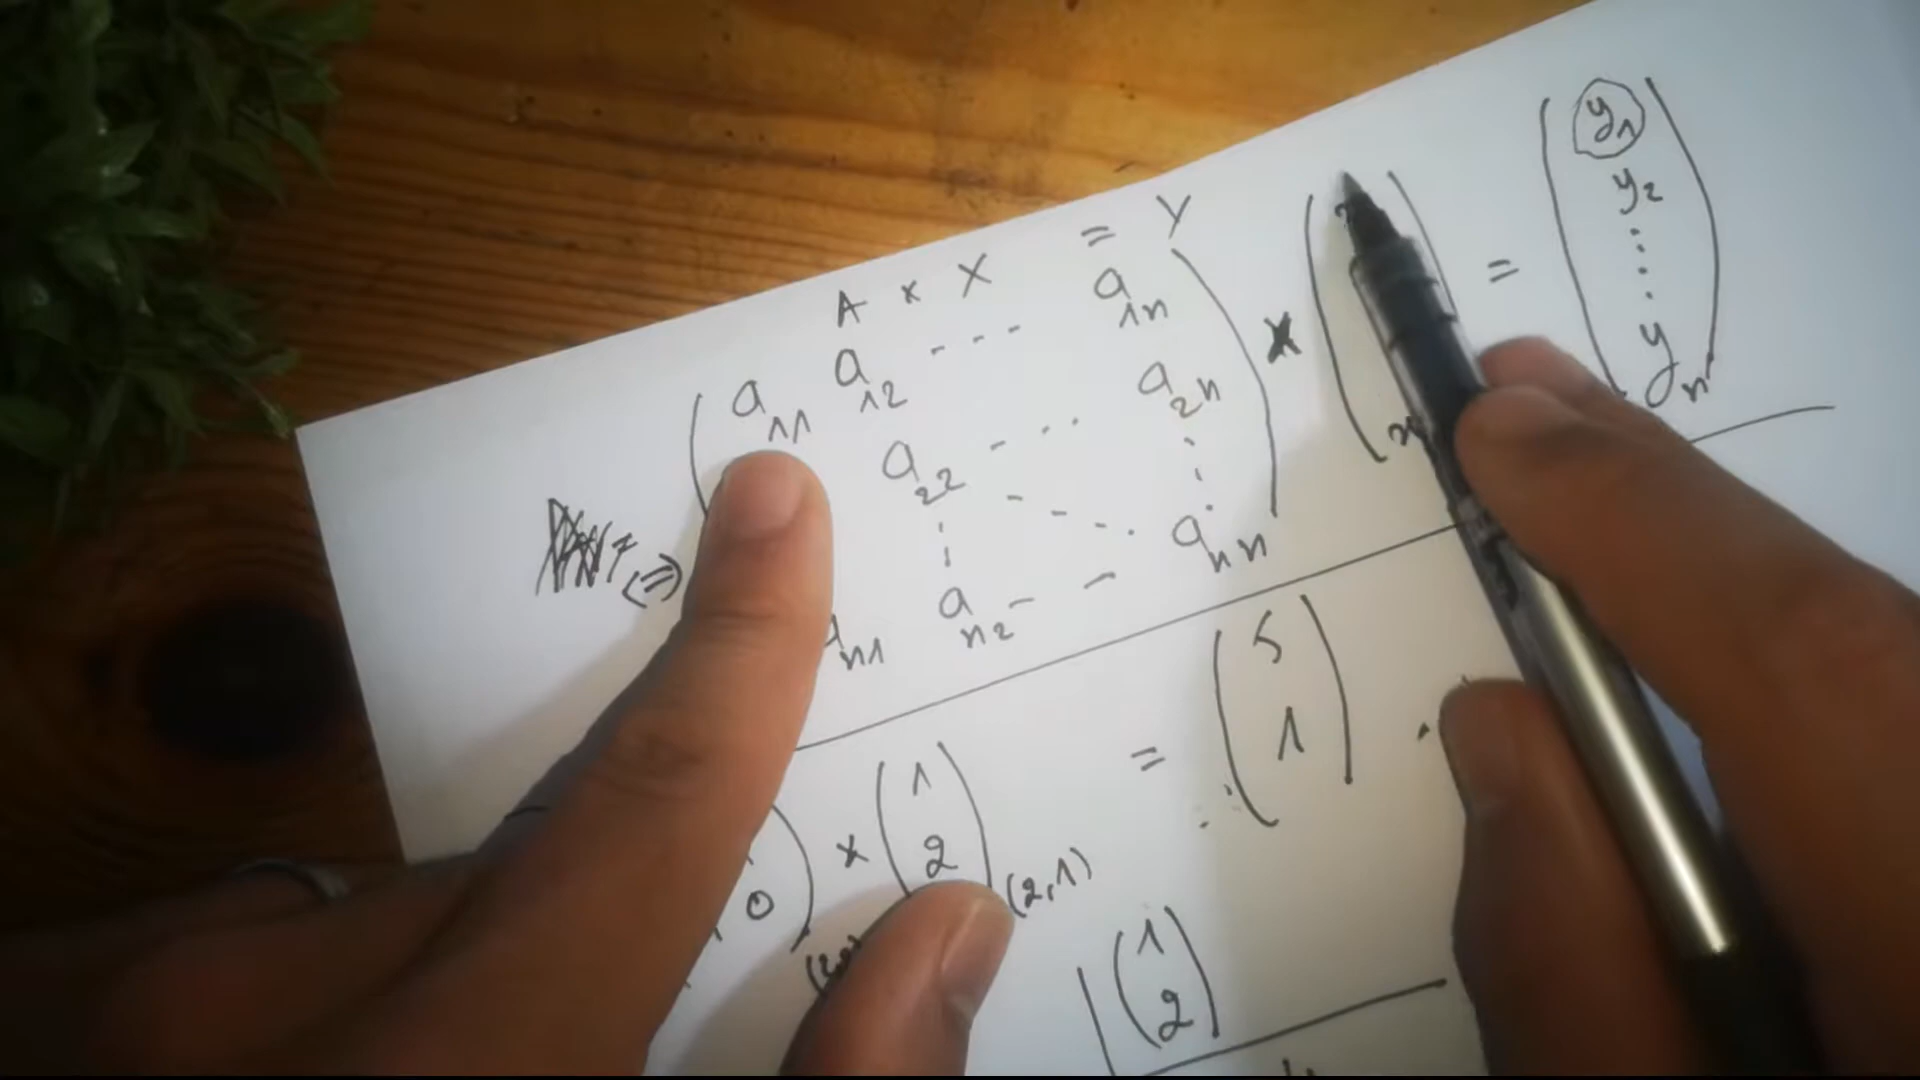 A × X = Y
a11 a12 - - - a1n
a22 - - - a2n
an1 an2 - - ann
×
=
y1
y2
yn
(=)
0
×
1
2
(2,1)
=
5
1
1
2